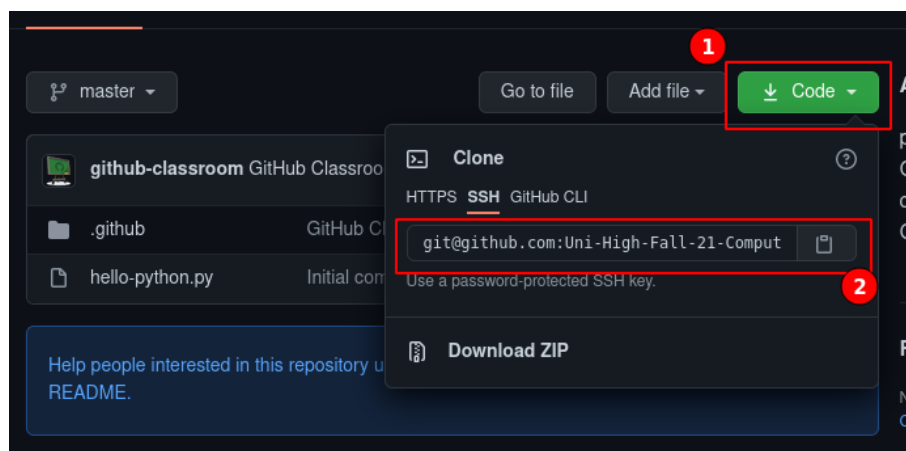 1
master
Go to file
Add file
Code
Clone
github-classroom GitHub Classroo
HTTPS SSH GitHub CLI
.github
GitHub Cl
git@github.com:Uni-High-Fall-21-Comput
hello-python.py
Initial com
Use a password-protected SSH key.
2
Download ZIP
Help people interested in this repository u
README.